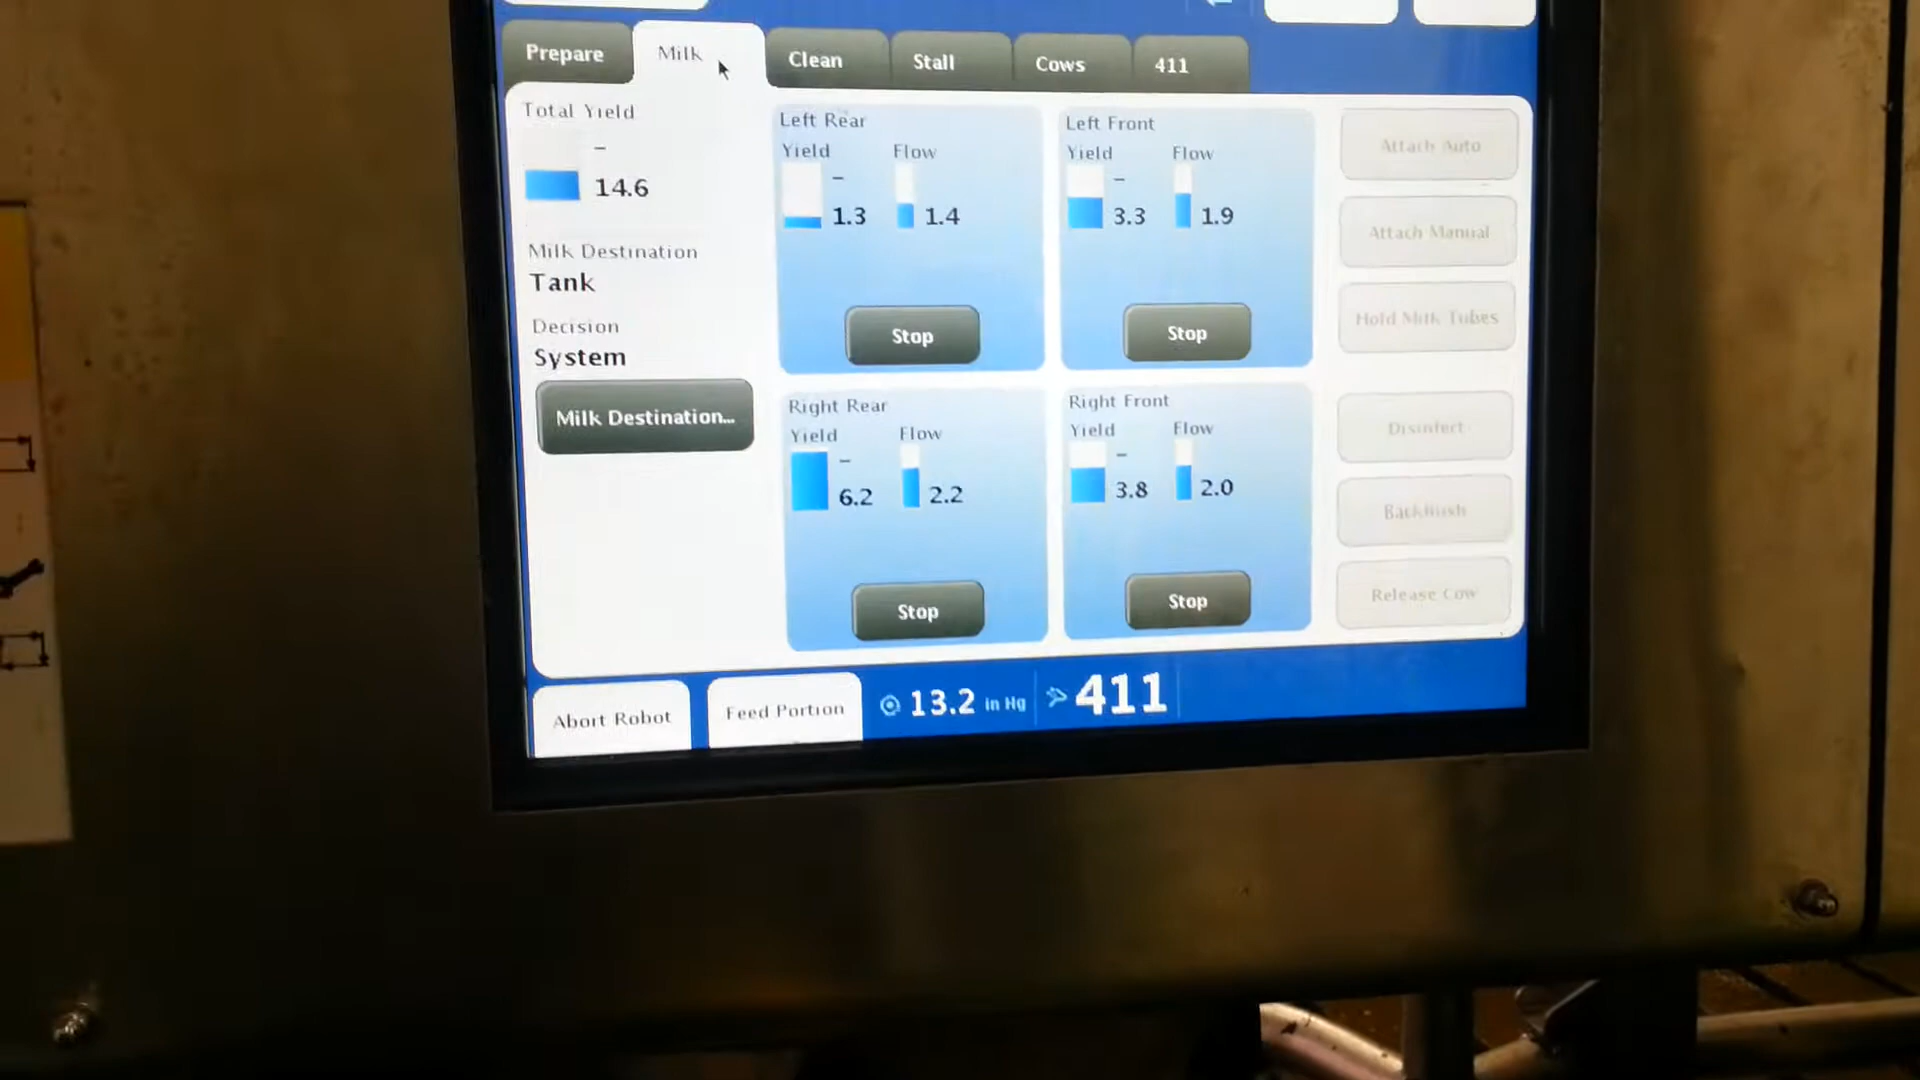 Prepare
Milk
Clean
Stall
Cows
411
Total Yield
–
14.6
Milk Destination
Tank
Decision
System
Milk Destination...
Left Rear
Yield
Flow
–
1.3
1.4
Stop
Left Front
Yield
Flow
–
3.3
1.9
Stop
Right Rear
Yield
Flow
–
6.2
2.2
Stop
Right Front
Yield
Flow
–
3.8
2.0
Stop
Attach Auto
Attach Manual
Hold Milk Tubes
Disinfect
Backflush
Release Cow
Abort Robot
Feed Portion
13.2 in Hg
411